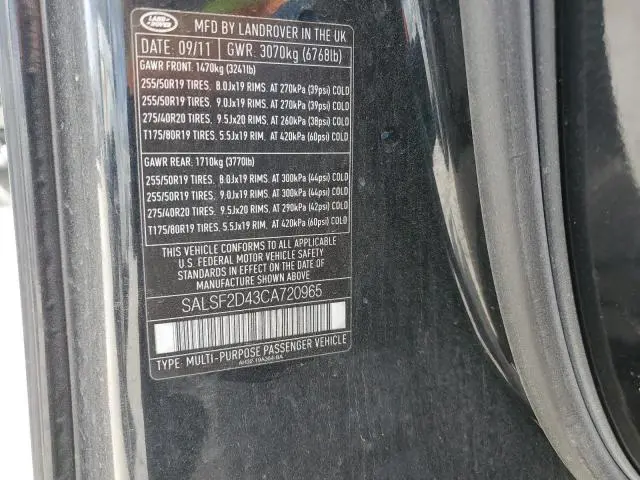 LAND ROVER
MFD BY LANDROVER IN THE UK
DATE: 09/11 GWR: 3070kg (6768lb)
GAWR FRONT: 1470kg (3241lb)
255/50R19 TIRES, 8.0Jx19 RIMS, AT 270kPa (39psi) COLD
255/50R19 TIRES, 9.0Jx19 RIMS, AT 270kPa (39psi) COLD
275/40R20 TIRES, 9.5Jx20 RIMS, AT 260kPa (38psi) COLD
T175/80R19 TIRES, 5.5Jx19 RIM, AT 420kPa (60psi) COLD
GAWR REAR: 1710kg (3770lb)
255/50R19 TIRES, 8.0Jx19 RIMS, AT 300kPa (44psi) COLD
255/50R19 TIRES, 9.0Jx19 RIMS, AT 300kPa (44psi) COLD
275/40R20 TIRES, 9.5Jx20 RIMS, AT 290kPa (42psi) COLD
T175/80R19 TIRES, 5.5Jx19 RIM, AT 420kPa (60psi) COLD
THIS VEHICLE CONFORMS TO ALL APPLICABLE
U.S. FEDERAL MOTOR VEHICLE SAFETY
STANDARDS IN EFFECT ON THE DATE OF
MANUFACTURE SHOWN ABOVE
SALSF2D43CA720965
TYPE: MULTI-PURPOSE PASSENGER VEHICLE